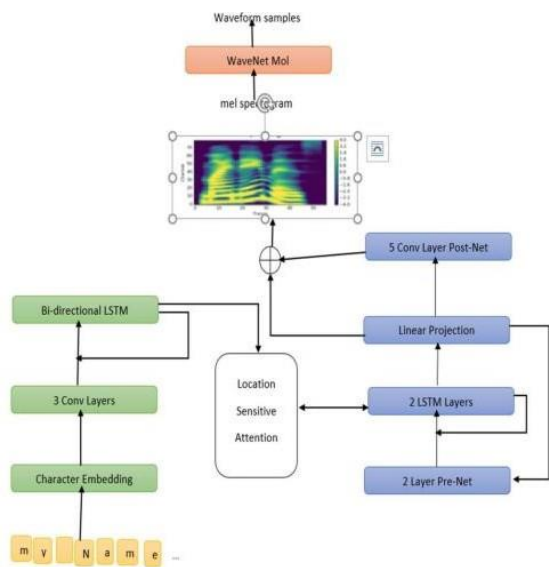 Waveform samples
WaveNet Mol
mel spectrogram
5 Conv Layer Post-Net
Bi-directional LSTM
Linear Projection
Location
Sensitive
Attention
3 Conv Layers
2 LSTM Layers
Character Embedding
2 Layer Pre-Net
m y N a m e ...